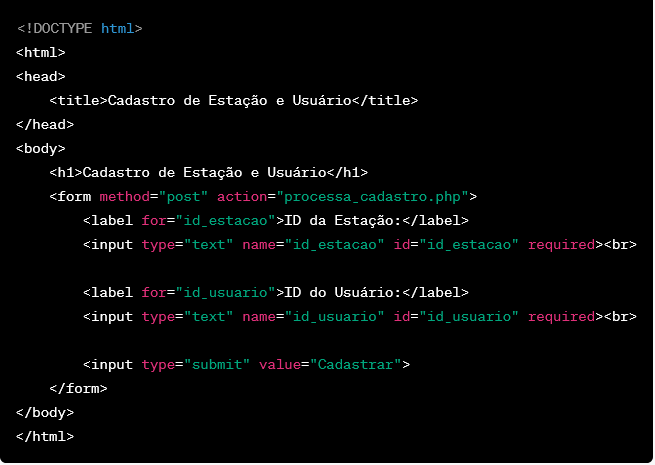 <!DOCTYPE html>
<html>
<head>
    <title>Cadastro de Estação e Usuário</title>
</head>
<body>
    <h1>Cadastro de Estação e Usuário</h1>
    <form method="post" action="processa_cadastro.php">
        <label for="id_estacao">ID da Estação:</label>
        <input type="text" name="id_estacao" id="id_estacao" required><br>

        <label for="id_usuario">ID do Usuário:</label>
        <input type="text" name="id_usuario" id="id_usuario" required><br>

        <input type="submit" value="Cadastrar">
    </form>
</body>
</html>